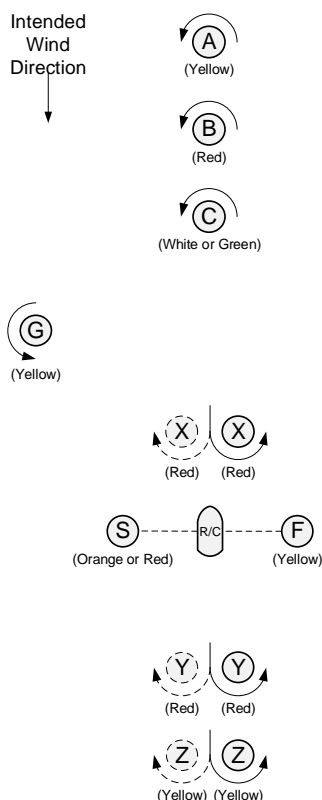 Intended
Wind
Direction
A
(Yellow)
B
(Red)
C
(White or Green)
G
(Yellow)
X X
(Red) (Red)
S R/C F
(Orange or Red) (Yellow)
Y Y
(Red) (Red)
Z Z
(Yellow) (Yellow)